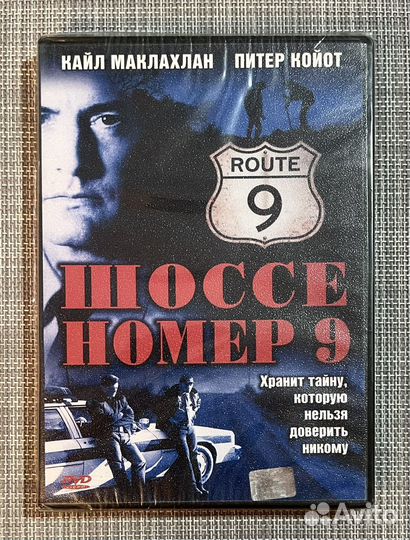 КАЙЛ МАКЛАХЛАН ПИТЕР КОЙОТ
ROUTE
9
ШОССЕ
НОМЕР 9
Хранит тайну,
которую
нельзя
доверить
никому
DVD
Avito